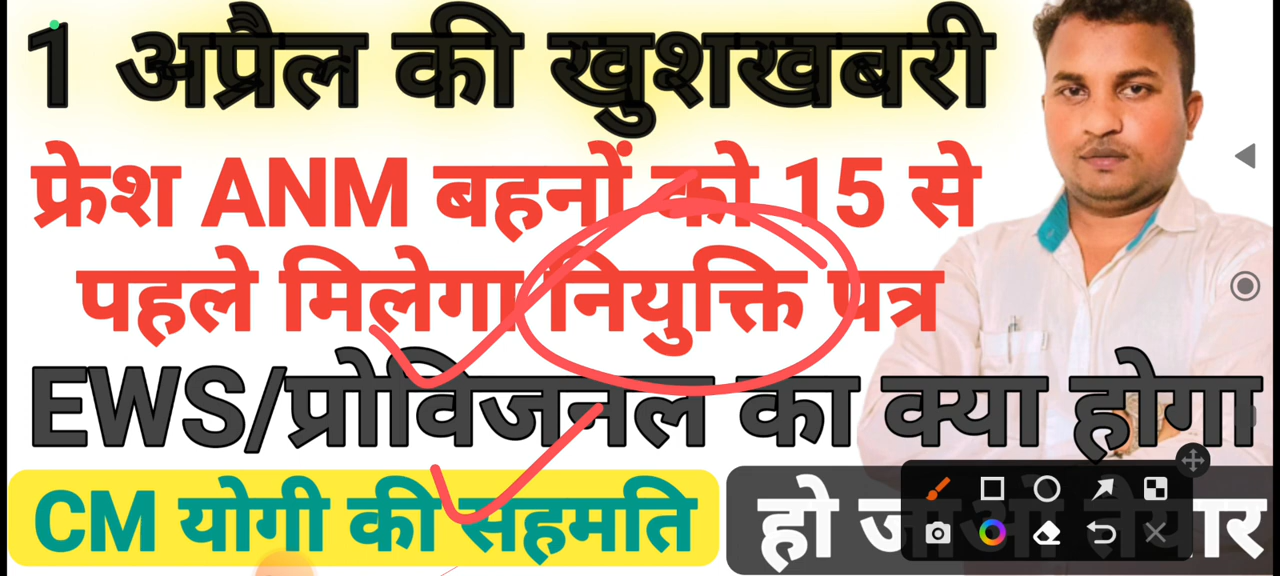 1 अप्रैल की खुशखबरी
फ्रेश ANM बहनों को 15 से
पहले मिलेगा नियुक्ति पत्र
EWS/प्रोविजनल का क्या होगा
CM योगी की सहमति
हो जाओ तैयार